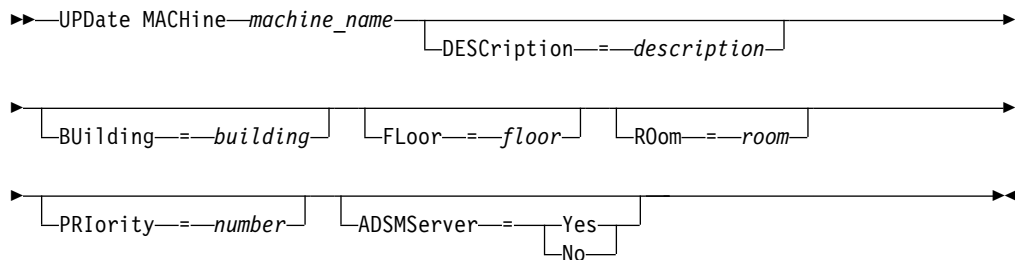 UPDate MACHine machine_name
DESCription = description
BUilding = building FLoor = floor ROom = room
PRIority = number ADSMServer = Yes
No